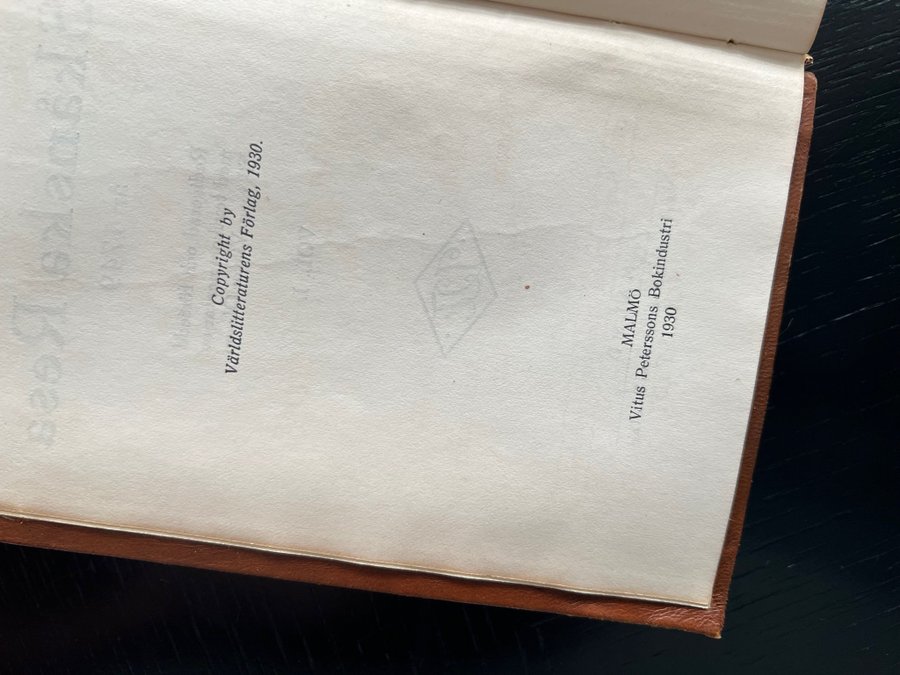 Copyright by
Världslitteraturens Förlag, 1930.
MALMÖ
Vitus Peterssons Bokindustri
1930